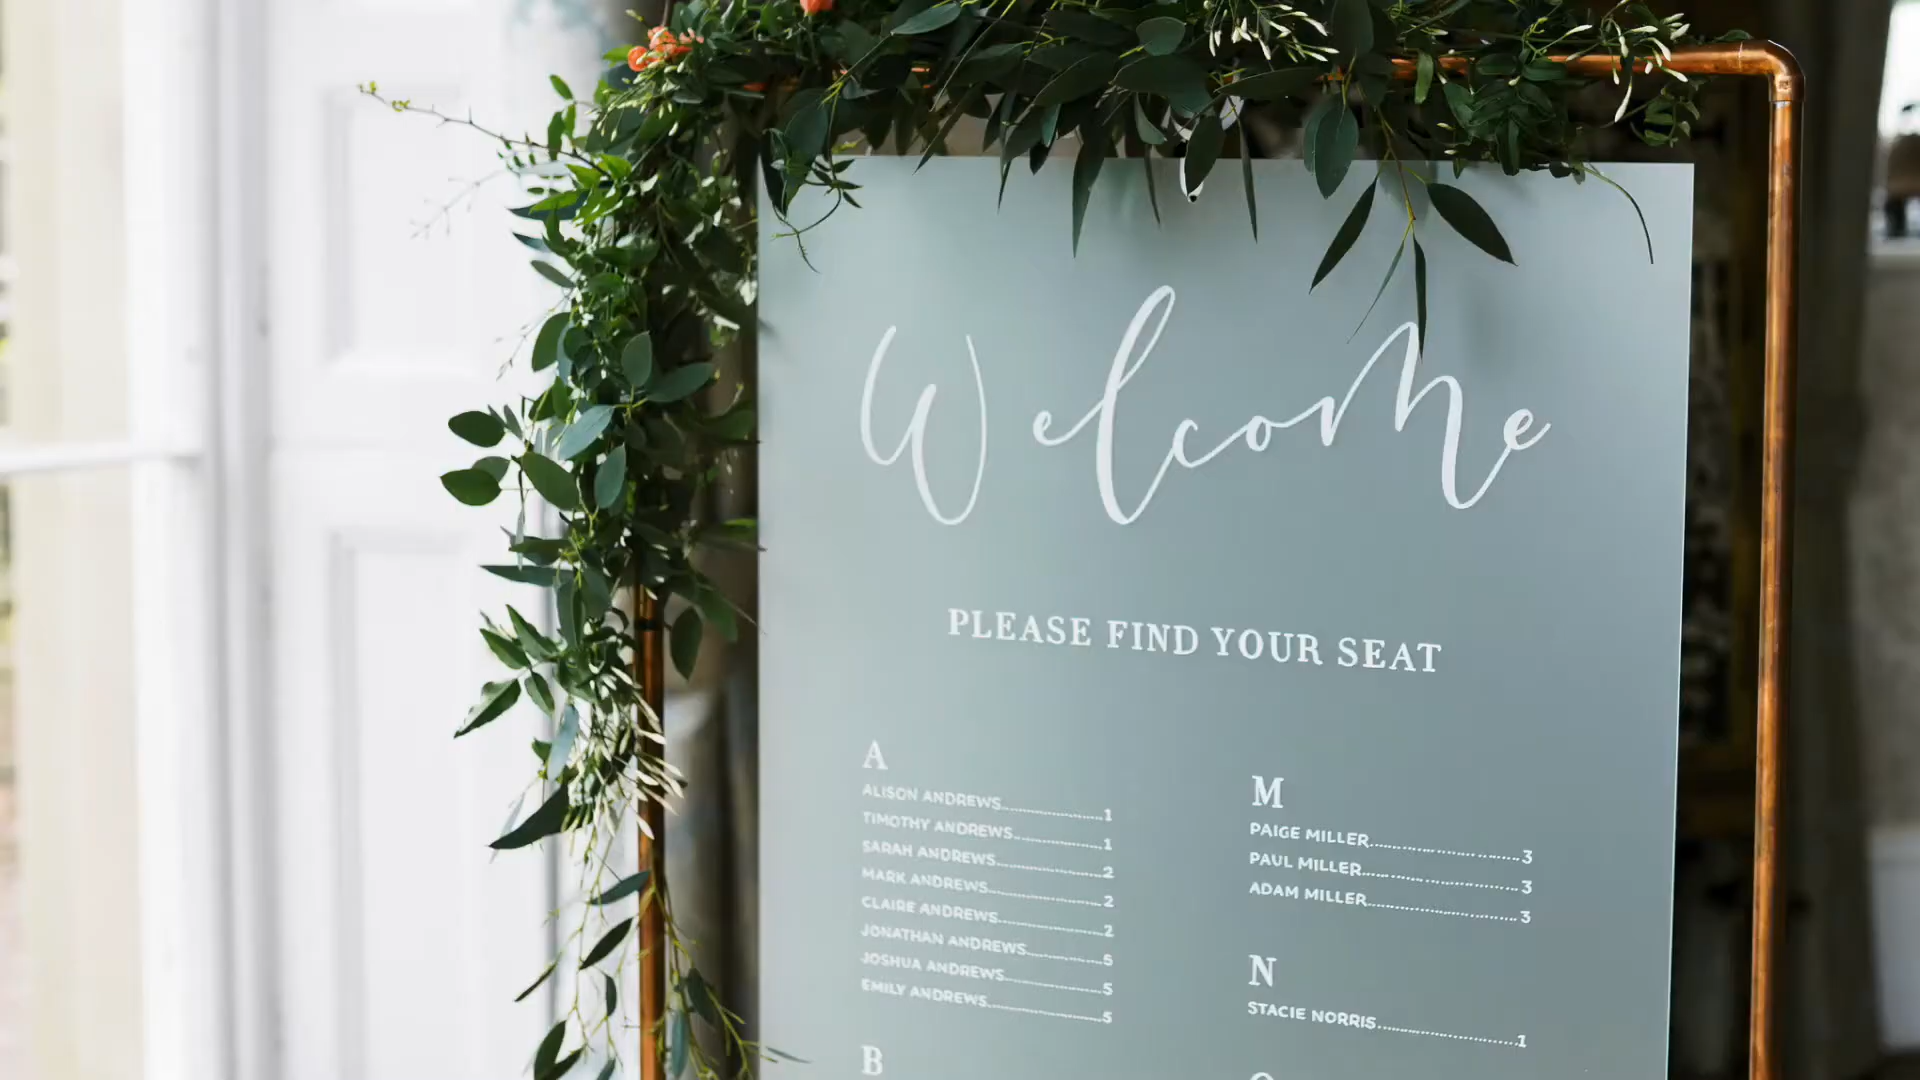 Welcome
PLEASE FIND YOUR SEAT
A
ALISON ANDREWS.....................1
TIMOTHY ANDREWS..................1
SARAH ANDREWS......................2
MARK ANDREWS.......................2
CLAIRE ANDREWS.....................2
JONATHAN ANDREWS...............5
JOSHUA ANDREWS....................5
EMILY ANDREWS.......................5
B
M
PAIGE MILLER..........................3
PAUL MILLER............................3
ADAM MILLER...........................3
N
STACIE NORRIS........................1